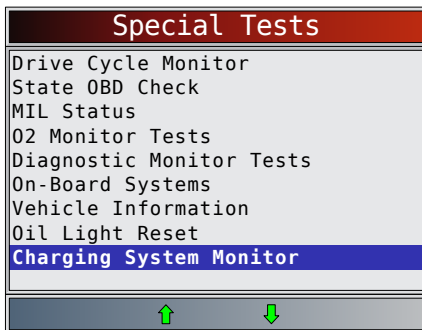 Special Tests
Drive Cycle Monitor
State OBD Check
MIL Status
O2 Monitor Tests
Diagnostic Monitor Tests
On-Board Systems
Vehicle Information
Oil Light Reset
Charging System Monitor